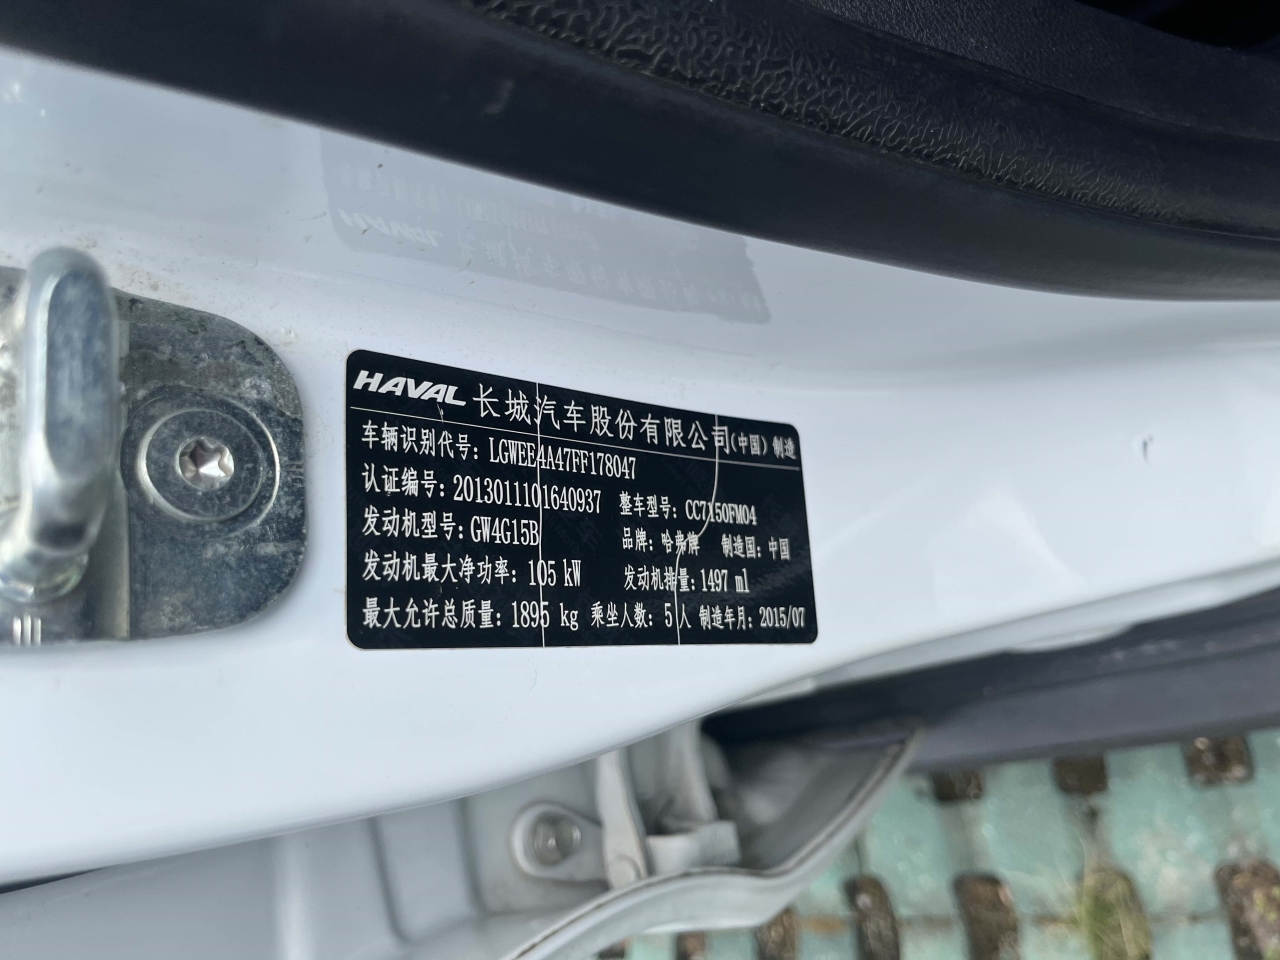 HAVAL 长城汽车股份有限公司(中国)制造
车辆识别代号: LGWEE4A47FF178047
认证编号: 2013011101640937 整车型号: CC7150FM04
发动机型号: GW4G15B 品牌: 哈弗牌 制造国: 中国
发动机最大净功率: 105 kW 发动机排量: 1497 ml
最大允许总质量: 1895 kg 乘坐人数: 5人 制造年月: 2015/07